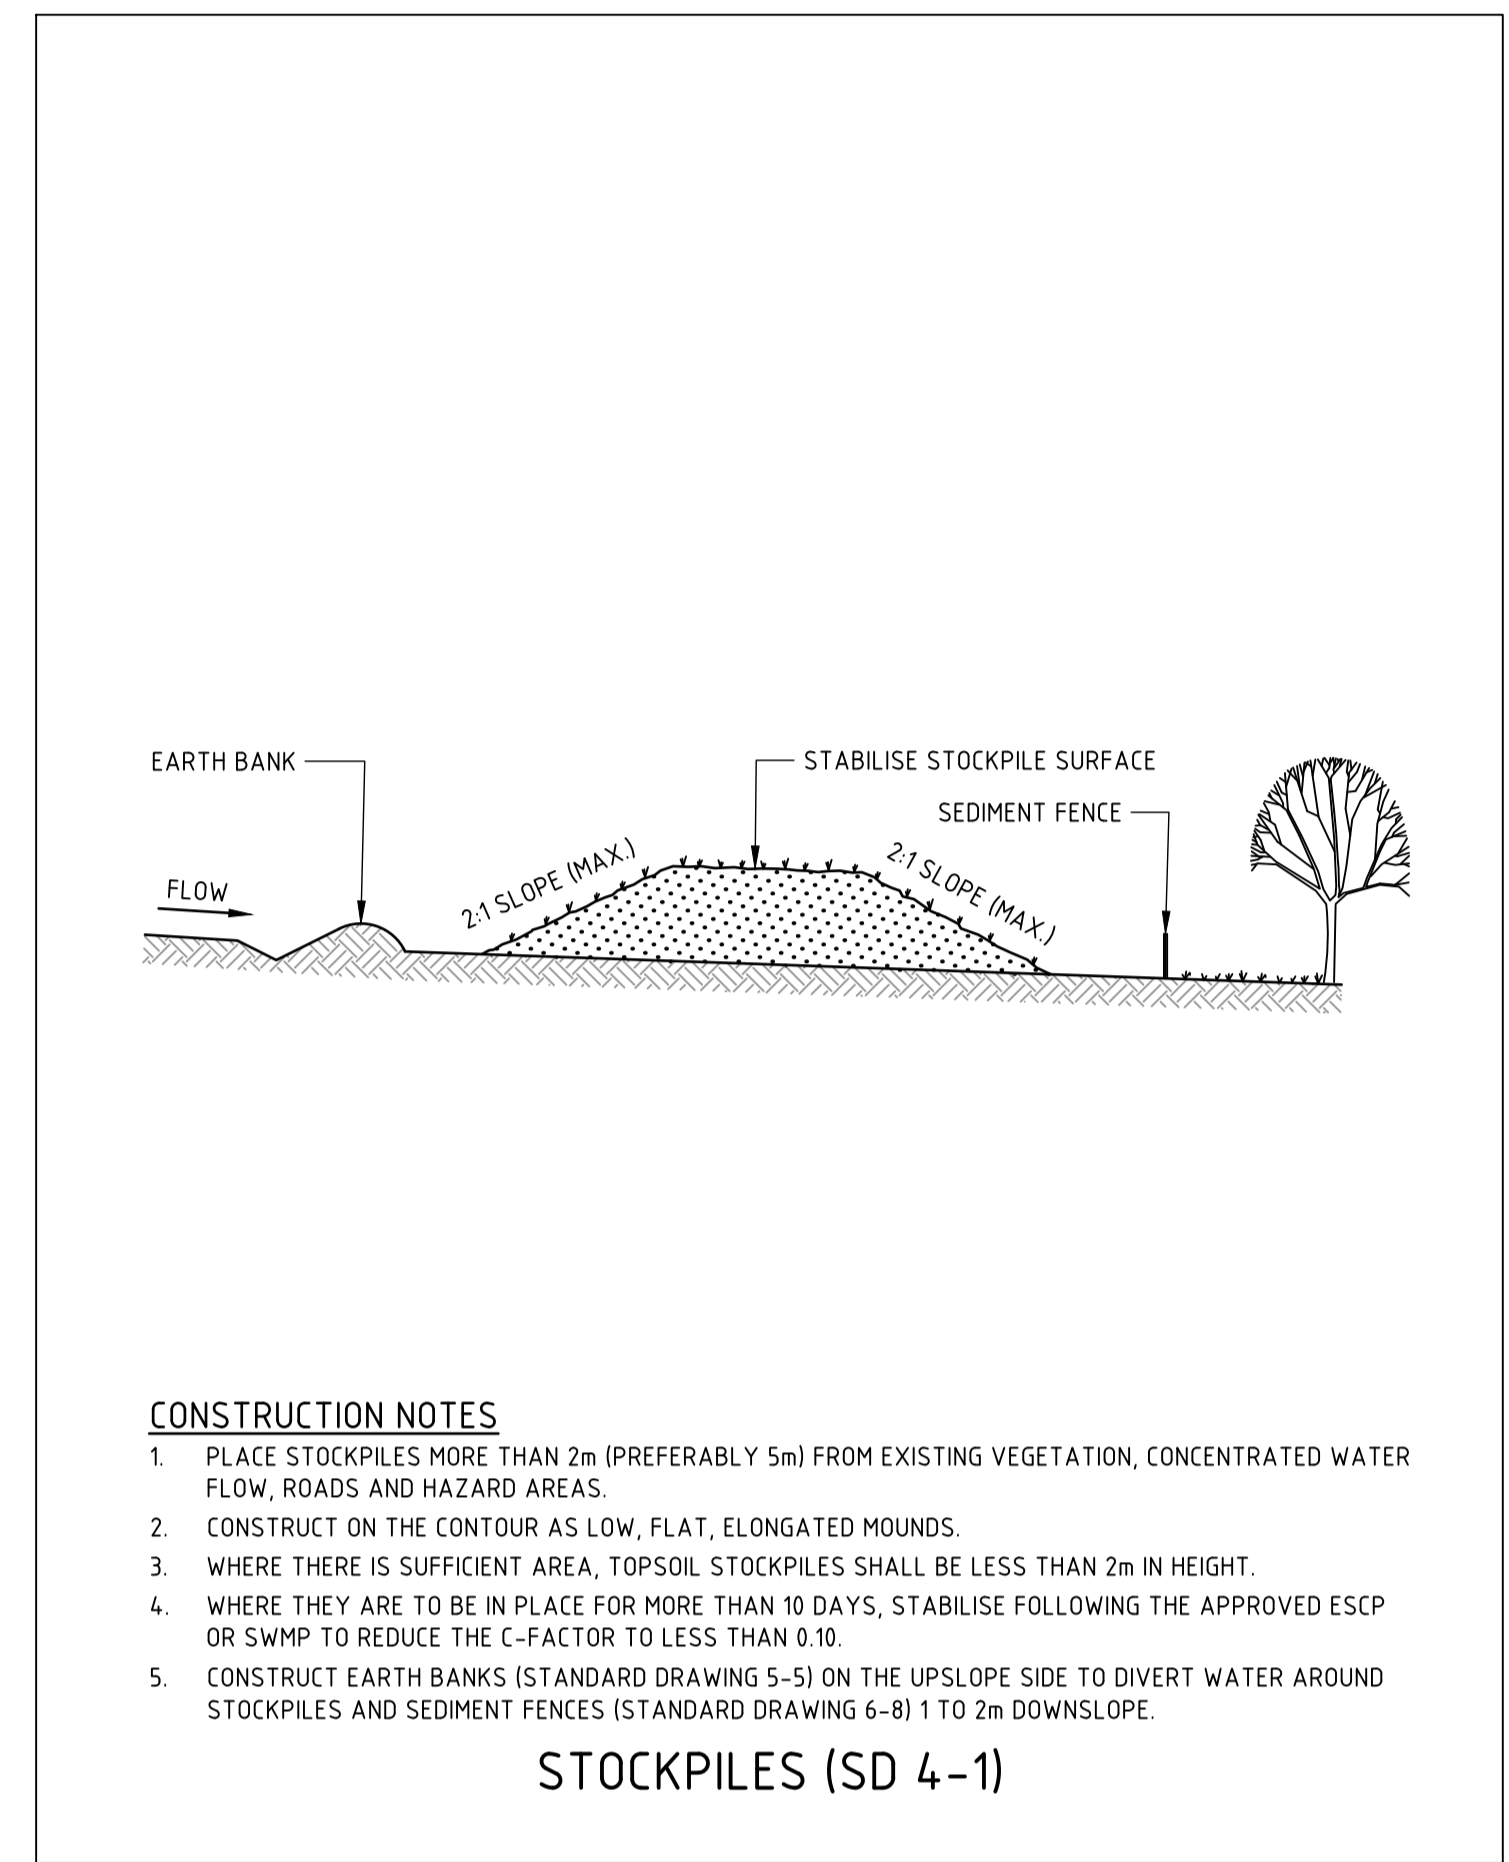 EARTH BANK
STABILISE STOCKPILE SURFACE
SEDIMENT FENCE
FLOW
2:1 SLOPE (MAX.)
2:1 SLOPE (MAX.)
CONSTRUCTION NOTES
1. PLACE STOCKPILES MORE THAN 2m (PREFERABLY 5m) FROM EXISTING VEGETATION, CONCENTRATED WATER
FLOW, ROADS AND HAZARD AREAS.
2. CONSTRUCT ON THE CONTOUR AS LOW, FLAT, ELONGATED MOUNDS.
3. WHERE THERE IS SUFFICIENT AREA, TOPSOIL STOCKPILES SHALL BE LESS THAN 2m IN HEIGHT.
4. WHERE THEY ARE TO BE IN PLACE FOR MORE THAN 10 DAYS, STABILISE FOLLOWING THE APPROVED ESCP
OR SWMP TO REDUCE THE C-FACTOR TO LESS THAN 0.10.
5. CONSTRUCT EARTH BANKS (STANDARD DRAWING 5-5) ON THE UPSLOPE SIDE TO DIVERT WATER AROUND
STOCKPILES AND SEDIMENT FENCES (STANDARD DRAWING 6-8) 1 TO 2m DOWNSLOPE.
STOCKPILES (SD 4-1)